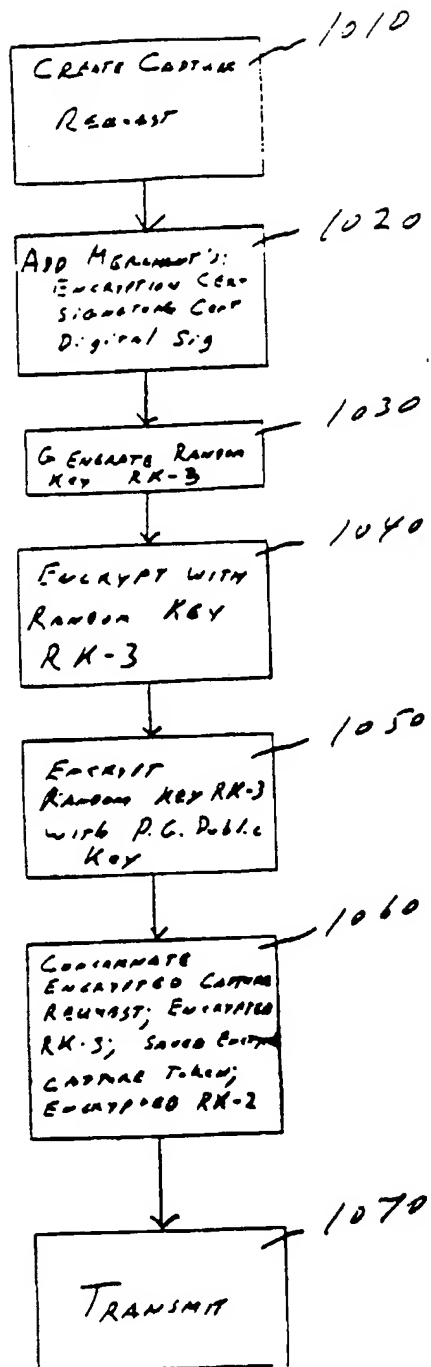 1010
CREATE CAPTURE
REQUEST
1020
ADD MERCHANT'S:
ENCRYPTION CERT
SIGNATURE CERT
Digital Sig
1030
GENERATE RANDOM
KEY RK-3
1040
ENCRYPT WITH
RANDOM KEY
RK-3
1050
ENCRYPT
RANDOM KEY RK-3
with P.G. Public
Key
1060
CONCATENATE
ENCRYPTED CAPTURE
REQUEST; ENCRYPTED
RK-3; SAVED
CAPTURE TOKEN;
ENCRYPTED RK-2
1070
TRANSMIT